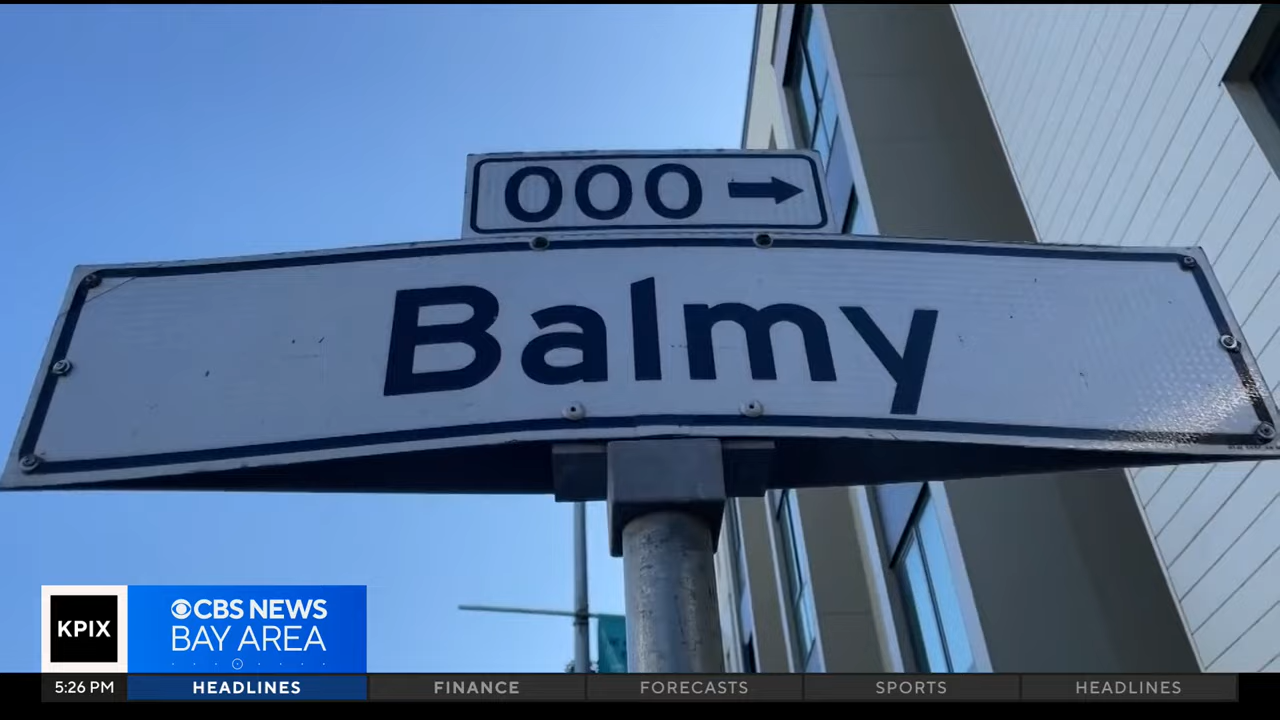 000 →
Balmy
KPIX
CBS NEWS
BAY AREA
5:26 PM HEADLINES FINANCE FORECASTS SPORTS HEADLINES